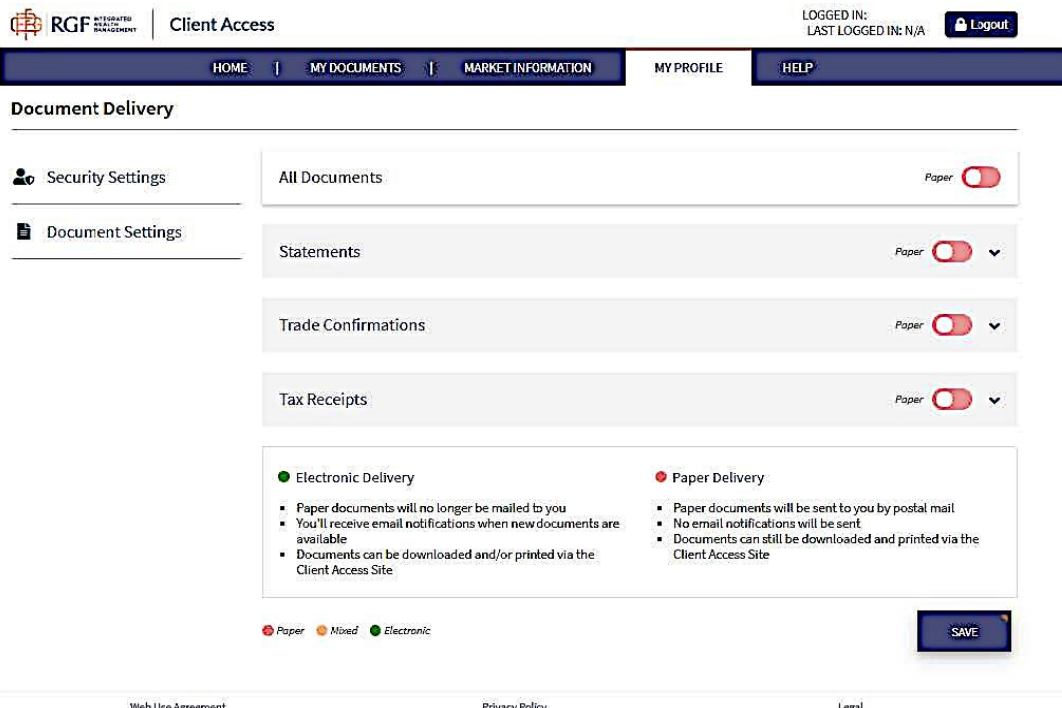 RGF INTEGRATED WEALTH MANAGEMENT Client Access
LOGGED IN:
LAST LOGGED IN: N/A
Logout
HOME | MY DOCUMENTS | MARKET INFORMATION MY PROFILE HELP
Document Delivery
Security Settings
Document Settings
All Documents Paper
Statements Paper
Trade Confirmations Paper
Tax Receipts Paper
Electronic Delivery
Paper documents will no longer be mailed to you
You'll receive email notifications when new documents are
available
Documents can be downloaded and/or printed via the
Client Access Site
Paper Delivery
Paper documents will be sent to you by postal mail
No email notifications will be sent
Documents can still be downloaded and printed via the
Client Access Site
Paper Mixed Electronic
SAVE
Web Use Agreement Privacy Policy Legal